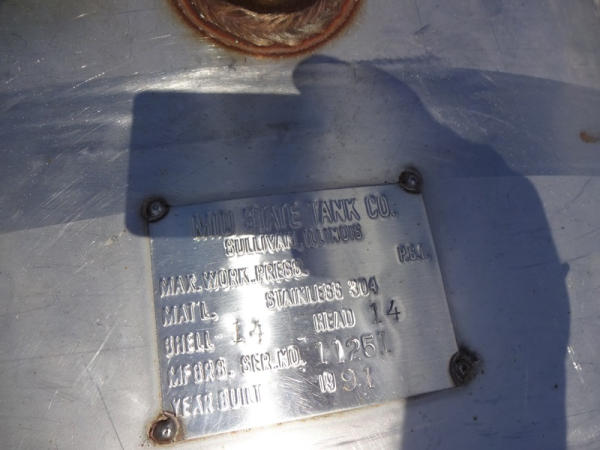 MID STATE TANK CO.
SULLIVAN, ILLINOIS
MAX. WORK. PRESS. P.S.I.
MAT'L. STAINLESS 304
SHELL 14 HEAD 14
MFGRS. SER. NO. 11257
YEAR BUILT 1991